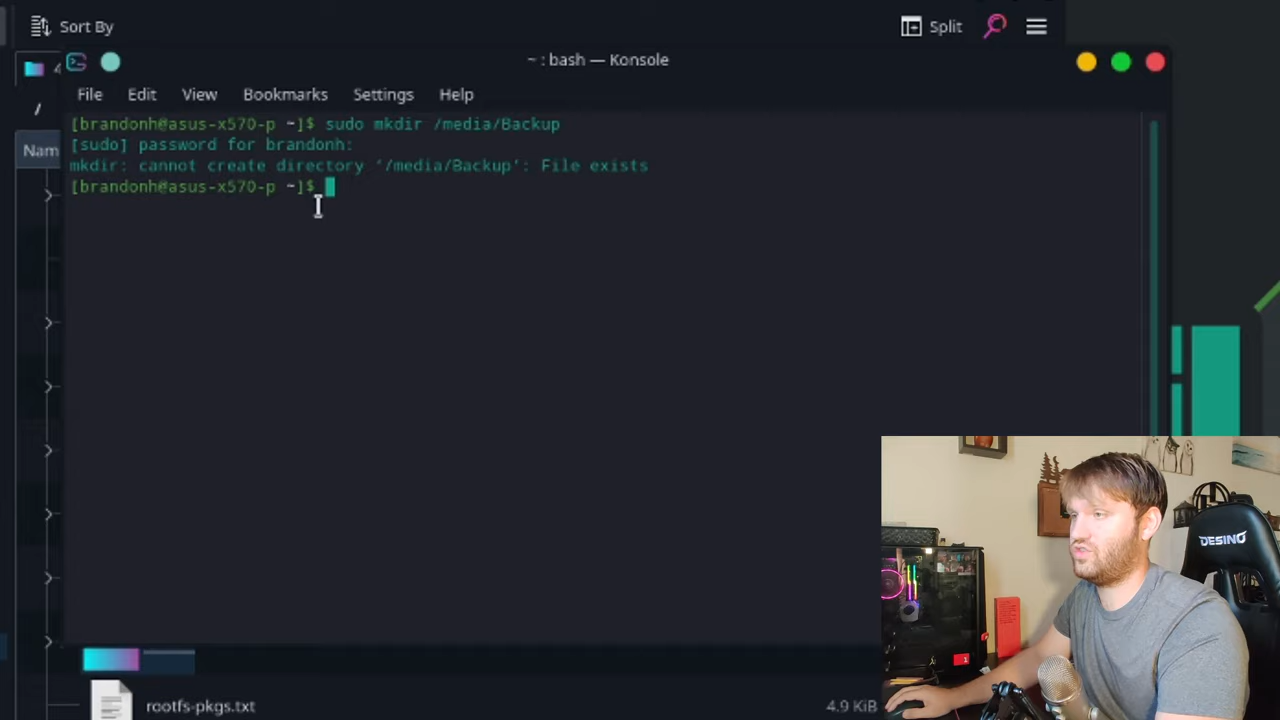 Sort By
Split
~ : bash — Konsole
/
File Edit View Bookmarks Settings Help
[brandonh@asus-x570-p ~]$ sudo mkdir /media/Backup
[sudo] password for brandonh:
mkdir: cannot create directory ‘/media/Backup’: File exists
[brandonh@asus-x570-p ~]$
Nam
DESINO
rootfs-pkgs.txt
4.9 KiB